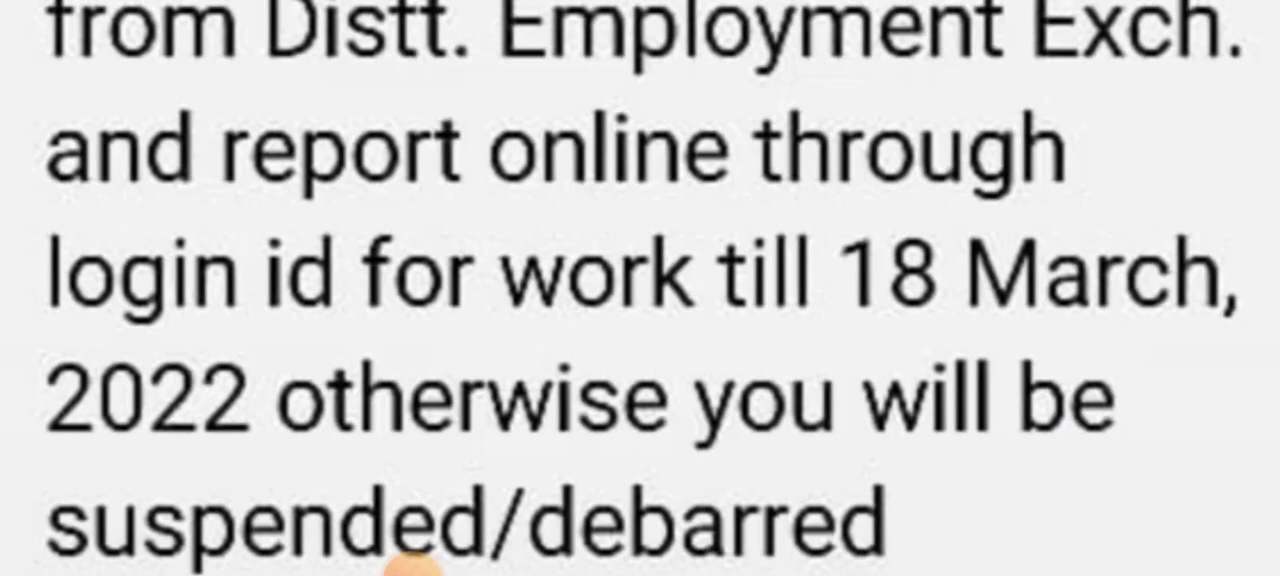 from Distt. Employment Exch.
and report online through
login id for work till 18 March,
2022 otherwise you will be
suspended/debarred